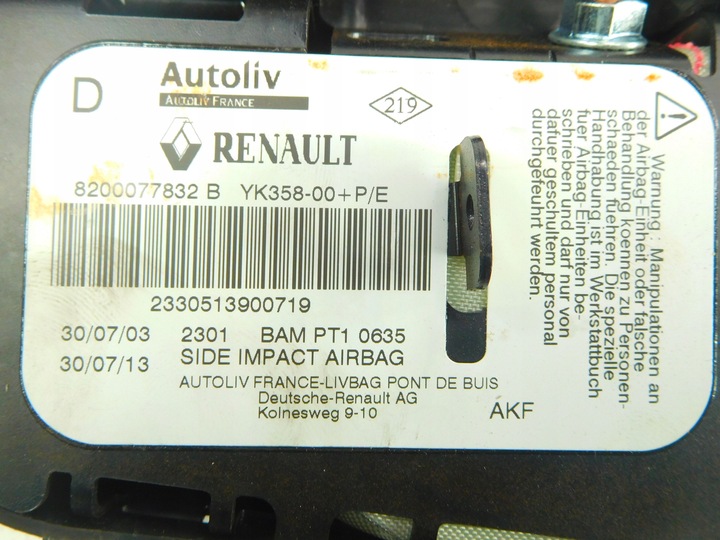 D
Autoliv
AUTOLIV FRANCE
219
RENAULT
8200077832 B YK358-00+P/E
2330513900719
30/07/03 2301 BAM PT1 0635
30/07/13 SIDE IMPACT AIRBAG
AUTOLIV FRANCE-LIVBAG PONT DE BUIS
Deutsche-Renault AG
Kolnesweg 9-10
AKF
! Warnung : Manipulationen an
der Airbag-Einheit oder falsche
Behandlung koennen zu Personen-
schaeden fuehren. Die spezielle
Handhabung ist im Werkstattbuch
fuer Airbag-Einheiten be-
schrieben und darf nur von
dafuer geschultem personal
durchgefeuhrt werden.